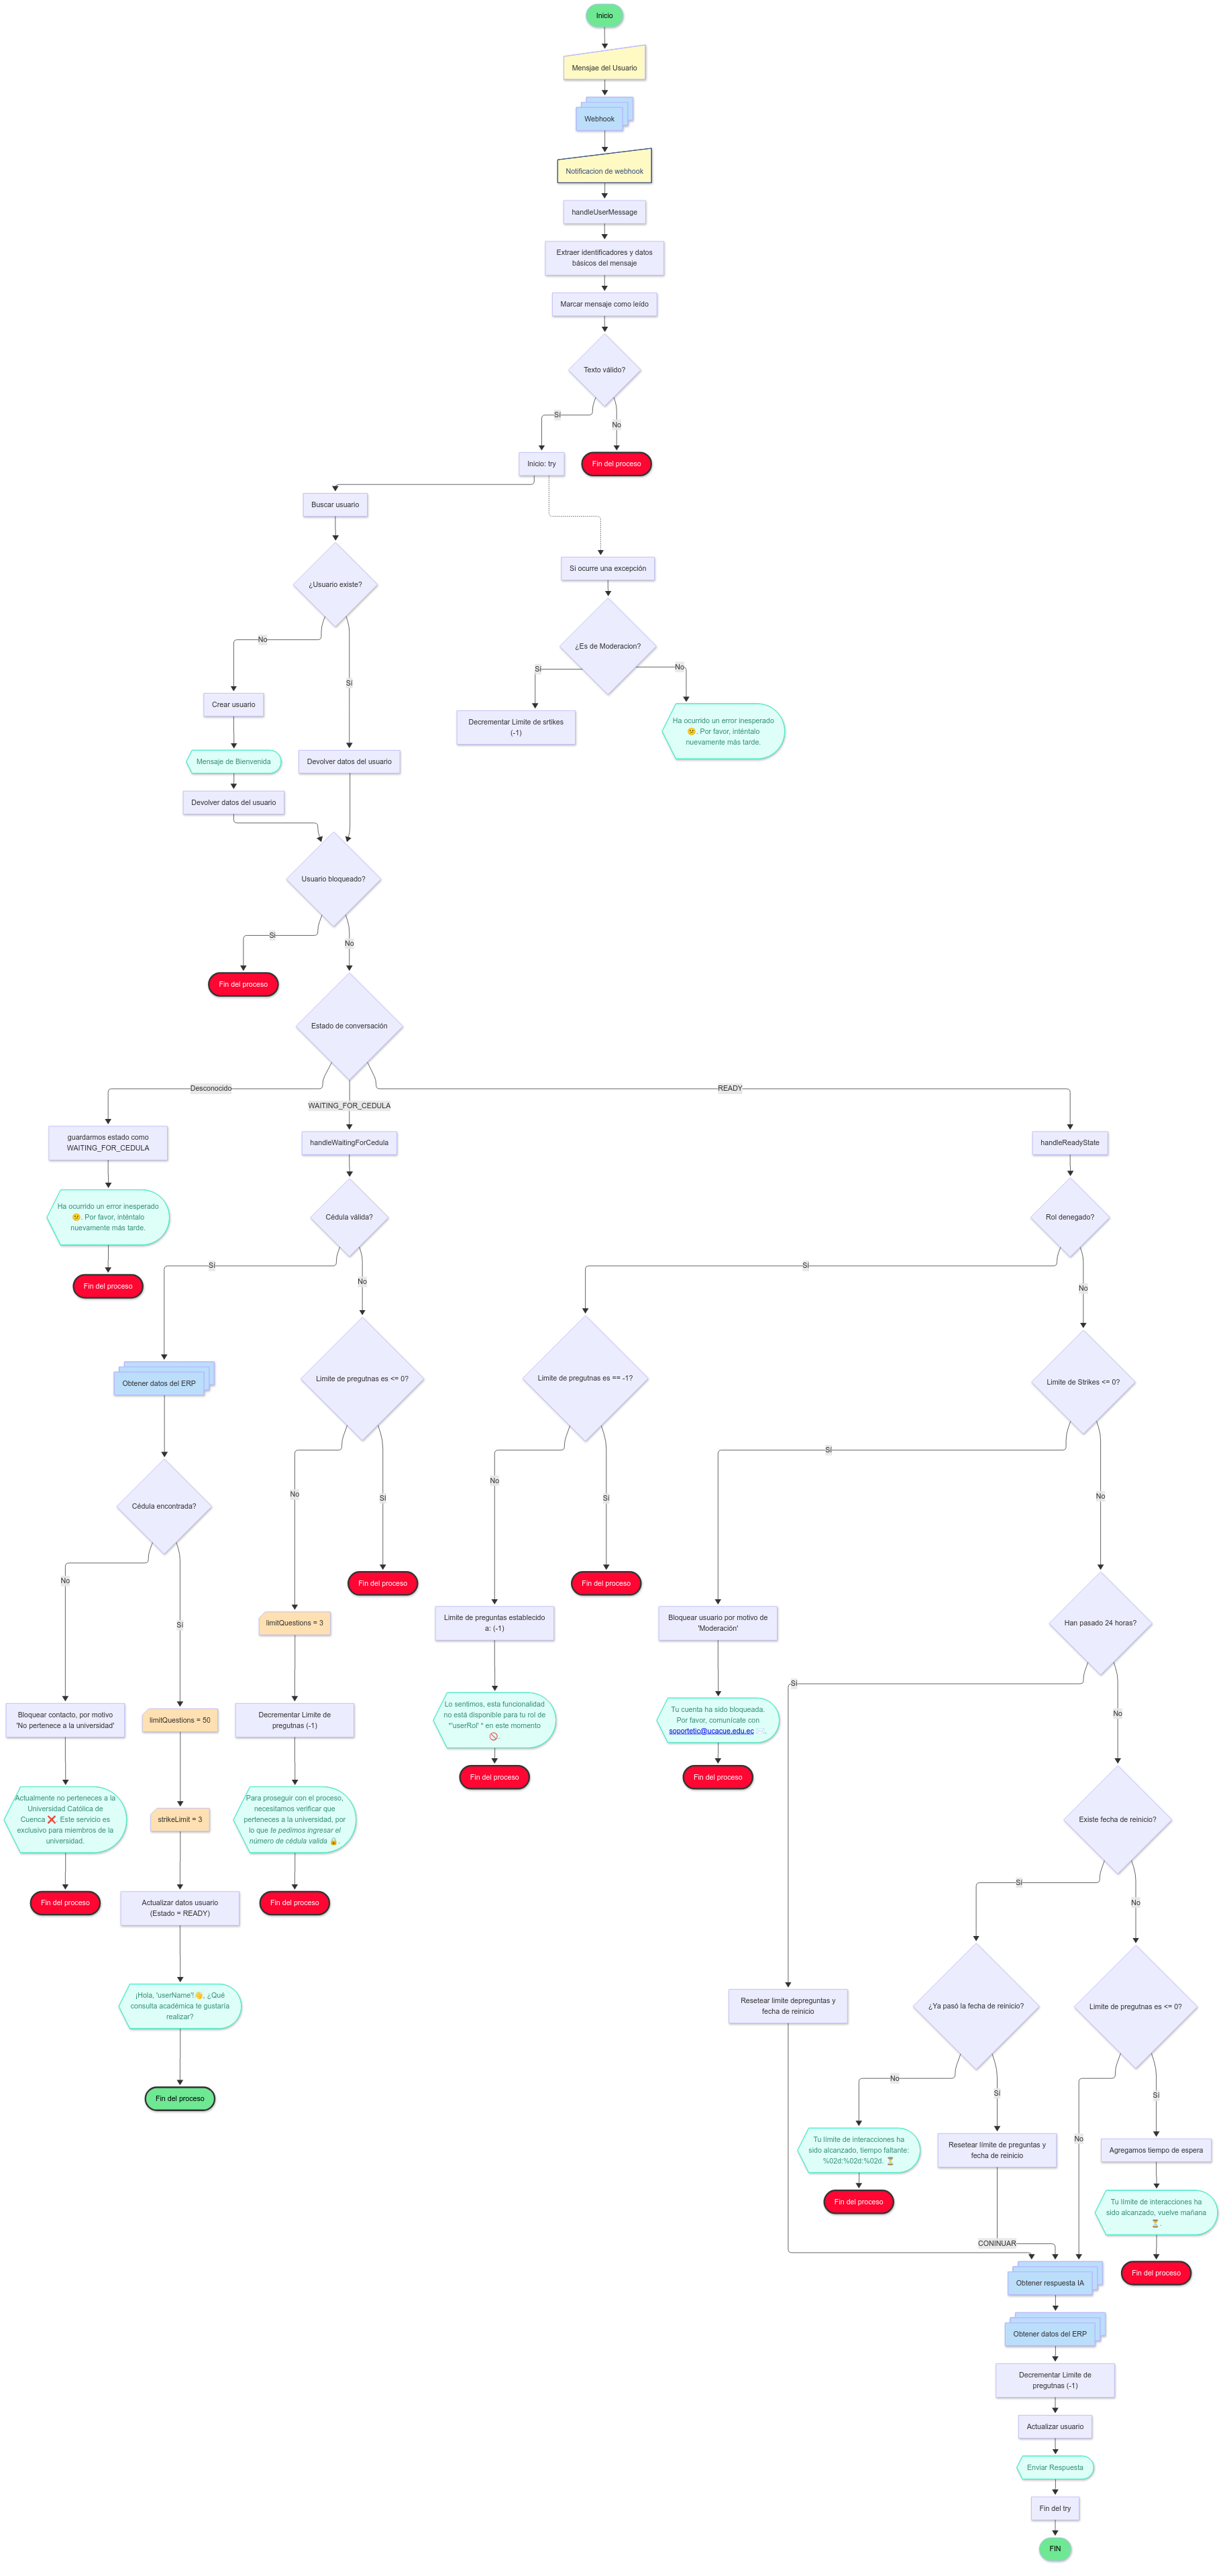 Inicio
Mensjae del Usuario
Webhook
Notificacion de webhook
handleUserMessage
Extraer identificadores y datos
básicos del mensaje
Marcar mensaje como leído
Texto válido?
Sí
No
Inicio: try
Fin del proceso
Buscar usuario
Si ocurre una excepción
¿Usuario existe?
¿Es de Moderacion?
No
Sí
Sí
No
Crear usuario
Decrementar Limite de srtikes
(-1)
Ha ocurrido un error inesperado
😕. Por favor, inténtalo
nuevamente más tarde.
Mensaje de Bienvenida
Devolver datos del usuario
Devolver datos del usuario
Usuario bloqueado?
Si
No
Fin del proceso
Estado de conversación
Desconocido
WAITING_FOR_CEDULA
READY
guardarmos estado como
WAITING_FOR_CEDULA
handleWaitingForCedula
handleReadyState
Ha ocurrido un error inesperado
😕. Por favor, inténtalo
nuevamente más tarde.
Fin del proceso
Cédula válida?
Rol denegado?
Sí
No
Si
No
Obtener datos del ERP
Limite de pregutnas es <= 0?
Limite de pregutnas es == -1?
Limite de Strikes <= 0?
Cédula encontrada?
No
SI
No
Sí
Sí
No
Fin del proceso
Fin del proceso
No
Sí
limitQuestions = 3
Limite de preguntas establecido
a: (-1)
Bloquear usuario por motivo de
'Moderación'
Han pasado 24 horas?
Sí
No
Bloquear contacto, por motivo
'No pertenece a la universidad'
limitQuestions = 50
Decrementar Limite de
pregutnas (-1)
Lo sentimos, esta funcionalidad
no está disponible para tu rol de
*'userRol' * en este momento
🚫.
Tu cuenta ha sido bloqueada.
Por favor, comunícate con
soportetic@ucacue.edu.ec ✉️.
Fin del proceso
Fin del proceso
Actualmente no perteneces a la
Universidad Católica de
Cuenca ❌. Este servicio es
exclusivo para miembros de la
universidad.
strikeLimit = 3
Para proseguir con el proceso,
necesitamos verificar que
perteneces a la universidad, por
lo que te pedimos ingresar el
número de cédula valida 🔒.
Existe fecha de reinicio?
Sí
No
Fin del proceso
Actualizar datos usuario
(Estado = READY)
Fin del proceso
¡Hola, 'userName'!👋, ¿Qué
consulta académica te gustaría
realizar?
Resetear limite depreguntas y
fecha de reinicio
¿Ya pasó la fecha de reinicio?
Limite de pregutnas es <= 0?
Fin del proceso
No
Sí
No
Sí
Tu límite de interacciones ha
sido alcanzado, tiempo faltante:
%02d:%02d:%02d. ⏳
Resetear límite de preguntas y
fecha de reinicio
Agregamos tiempo de espera
Fin del proceso
Tu límite de interacciones ha
sido alcanzado, vuelve mañana
⏳.
CONINUAR
Fin del proceso
Obtener respuesta IA
Obtener datos del ERP
Decrementar Limite de
pregutnas (-1)
Actualizar usuario
Enviar Respuesta
Fin del try
FIN